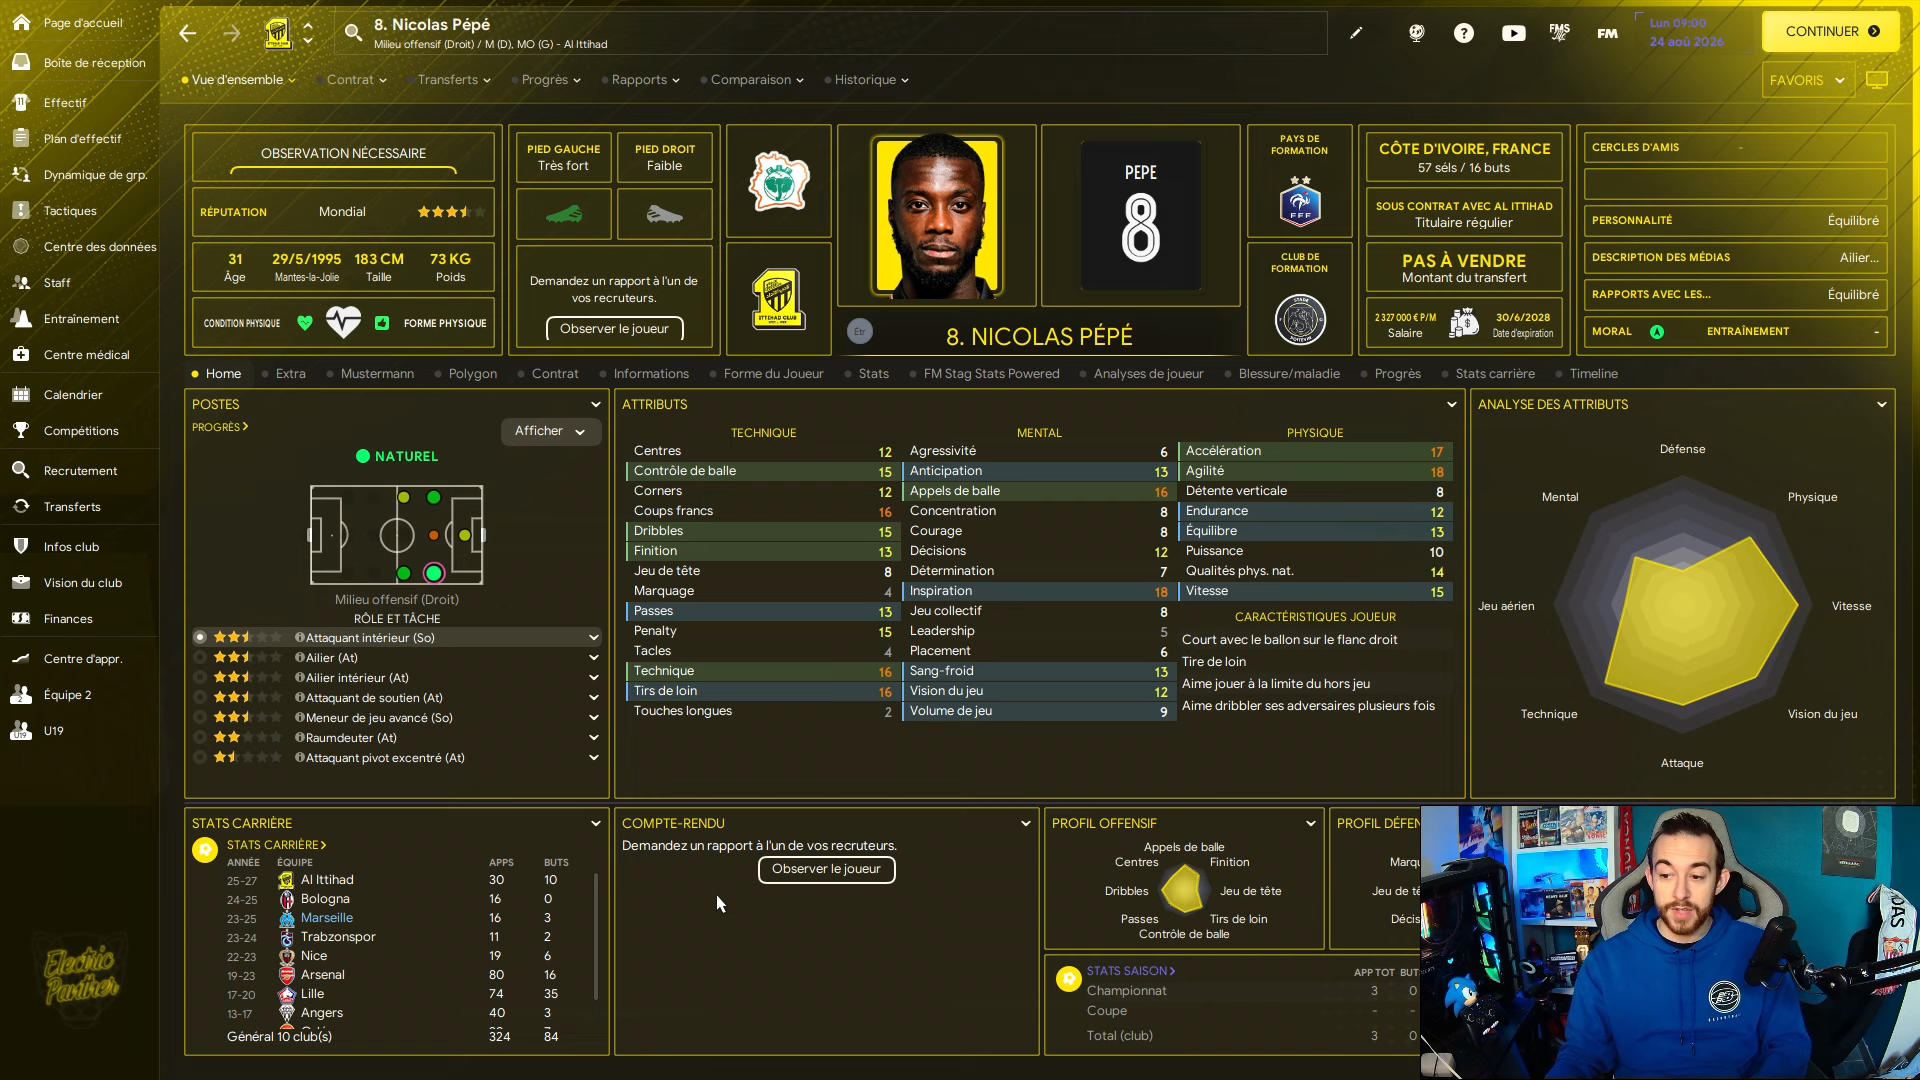 Page d'accueil
Boîte de réception
Effectif
Plan d'effectif
Dynamique de grp.
Tactiques
Centre des données
Staff
Entraînement
Centre médical
Calendrier
Compétitions
Recrutement
Transferts
Infos club
Vision du club
Finances
Centre d'appr.
Équipe 2
U19
Electric Panther
8. Nicolas Pépé
Milieu offensif (Droit) / M (D), MO (G) - Al Ittihad
FMS
FM
Lun 09:00
24 aoû 2026
CONTINUER
Vue d'ensemble
Contrat
Transferts
Progrès
Rapports
Comparaison
Historique
FAVORIS
OBSERVATION NÉCESSAIRE
RÉPUTATION Mondial
31 29/5/1995 183 CM 73 KG
Âge Mantes-la-Jolie Taille Poids
CONDITION PHYSIQUE FORME PHYSIQUE
PIED GAUCHE
Très fort
PIED DROIT
Faible
Demandez un rapport à l'un de
vos recruteurs.
Observer le joueur
ITTIHAD CLUB
Étr
PEPE
8
8. NICOLAS PÉPÉ
PAYS DE
FORMATION
FFF
CLUB DE
FORMATION
CÔTE D'IVOIRE, FRANCE
57 séls / 16 buts
SOUS CONTRAT AVEC AL ITTIHAD
Titulaire régulier
PAS À VENDRE
Montant du transfert
2 327 000 € P/M 30/6/2028
Salaire Date d'expiration
CERCLES D'AMIS -
PERSONNALITÉ Équilibré
DESCRIPTION DES MÉDIAS Ailier...
RAPPORTS AVEC LES... Équilibré
MORAL ENTRAÎNEMENT -
Home
Extra
Mustermann
Polygon
Contrat
Informations
Forme du Joueur
Stats
FM Stag Stats Powered
Analyses de joueur
Blessure/maladie
Progrès
Stats carrière
Timeline
POSTES
PROGRÈS
Afficher
NATUREL
Milieu offensif (Droit)
RÔLE ET TÂCHE
Attaquant intérieur (So)
Ailier (At)
Ailier intérieur (At)
Attaquant de soutien (At)
Meneur de jeu avancé (So)
Raumdeuter (At)
Attaquant pivot excentré (At)
ATTRIBUTS
TECHNIQUE
Centres 12
Contrôle de balle 15
Corners 12
Coups francs 16
Dribbles 15
Finition 13
Jeu de tête 8
Marquage 4
Passes 13
Penalty 15
Tacles 4
Technique 16
Tirs de loin 16
Touches longues 2
MENTAL
Agressivité 6
Anticipation 13
Appels de balle 16
Concentration 8
Courage 8
Décisions 12
Détermination 7
Inspiration 18
Jeu collectif 8
Leadership 5
Placement 6
Sang-froid 13
Vision du jeu 12
Volume de jeu 9
PHYSIQUE
Accélération 17
Agilité 18
Détente verticale 8
Endurance 12
Équilibre 13
Puissance 10
Qualités phys. nat. 14
Vitesse 15
CARACTÉRISTIQUES JOUEUR
Court avec le ballon sur le flanc droit
Tire de loin
Aime jouer à la limite du hors jeu
Aime dribbler ses adversaires plusieurs fois
ANALYSE DES ATTRIBUTS
Défense
Mental
Physique
Jeu aérien
Vitesse
Technique
Vision du jeu
Attaque
STATS CARRIÈRE
STATS CARRIÈRE
ANNÉE ÉQUIPE APPS BUTS
25-27 Al Ittihad 30 10
24-25 Bologna 16 0
23-25 Marseille 16 3
23-24 Trabzonspor 11 2
22-23 Nice 19 6
19-23 Arsenal 80 16
17-20 Lille 74 35
13-17 Angers 40 3
Général 10 club(s) 324 84
COMPTE-RENDU
Demandez un rapport à l'un de vos recruteurs.
Observer le joueur
PROFIL OFFENSIF
Appels de balle
Centres Finition
Dribbles Jeu de tête
Passes Tirs de loin
Contrôle de balle
PROFIL DÉFEN
Marqu
Jeu de tê
Décis
STATS SAISON APP TOT BUT
Championnat 3 0
Coupe - -
Total (club) 3 0